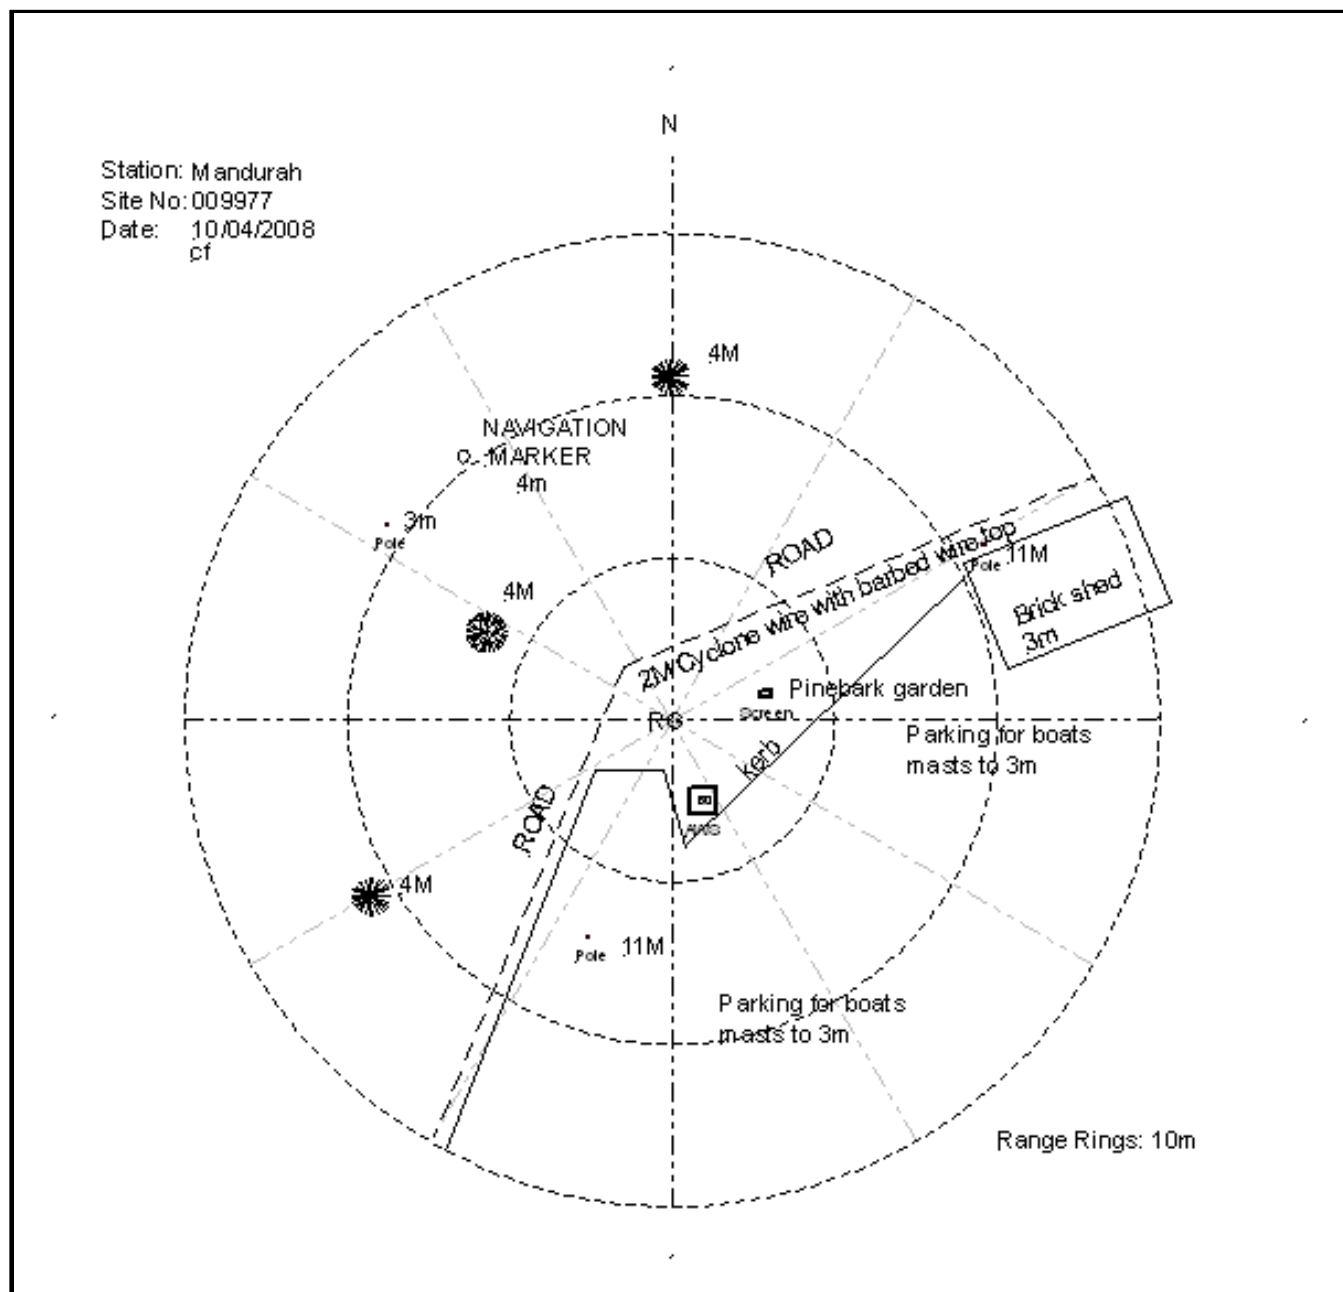 N
Station: Mandurah
Site No: 009977
Date: 10/04/2008
cf
4M
NAVIGATION
MARKER
4m
3m
Pole
ROAD
2M Cyclone wire with barbed wire top
11M
Pole
4M
Brick shed
3m
Pinebark garden
Screen
RG
Parking for boats
masts to 3m
kerb
ROAD
AWS
4M
11M
Pole
Parking for boats
masts to 3m
Range Rings: 10m